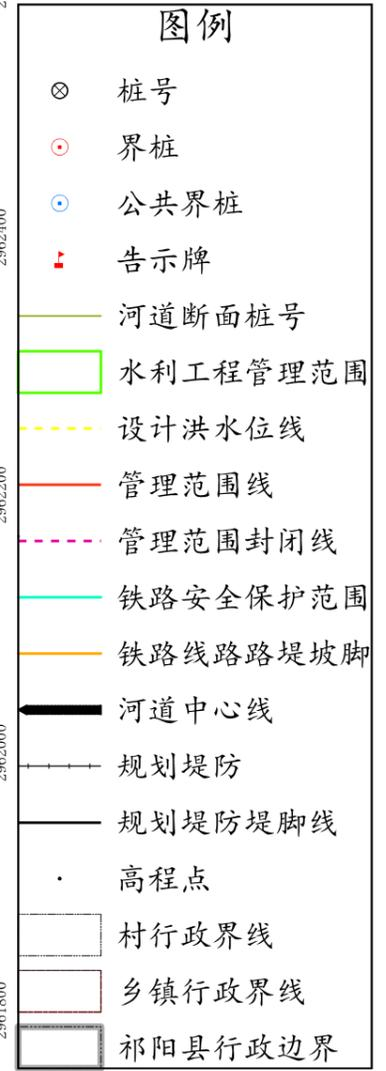 图例
桩号
界桩
公共界桩
告示牌
河道断面桩号
水利工程管理范围
设计洪水位线
管理范围线
管理范围封闭线
铁路安全保护范围
铁路线路路堤坡脚
河道中心线
规划堤防
规划堤防堤脚线
高程点
村行政界线
乡镇行政界线
祁阳县行政边界
2962400
2962200
2962000
2961800